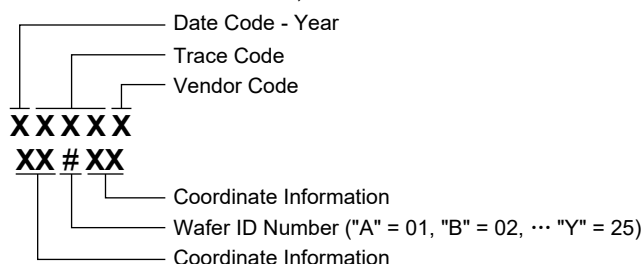 Date Code - Year
Trace Code
Vendor Code
X X X X X
XX # XX
Coordinate Information
Wafer ID Number ("A" = 01, "B" = 02, ⋯ "Y" = 25)
Coordinate Information